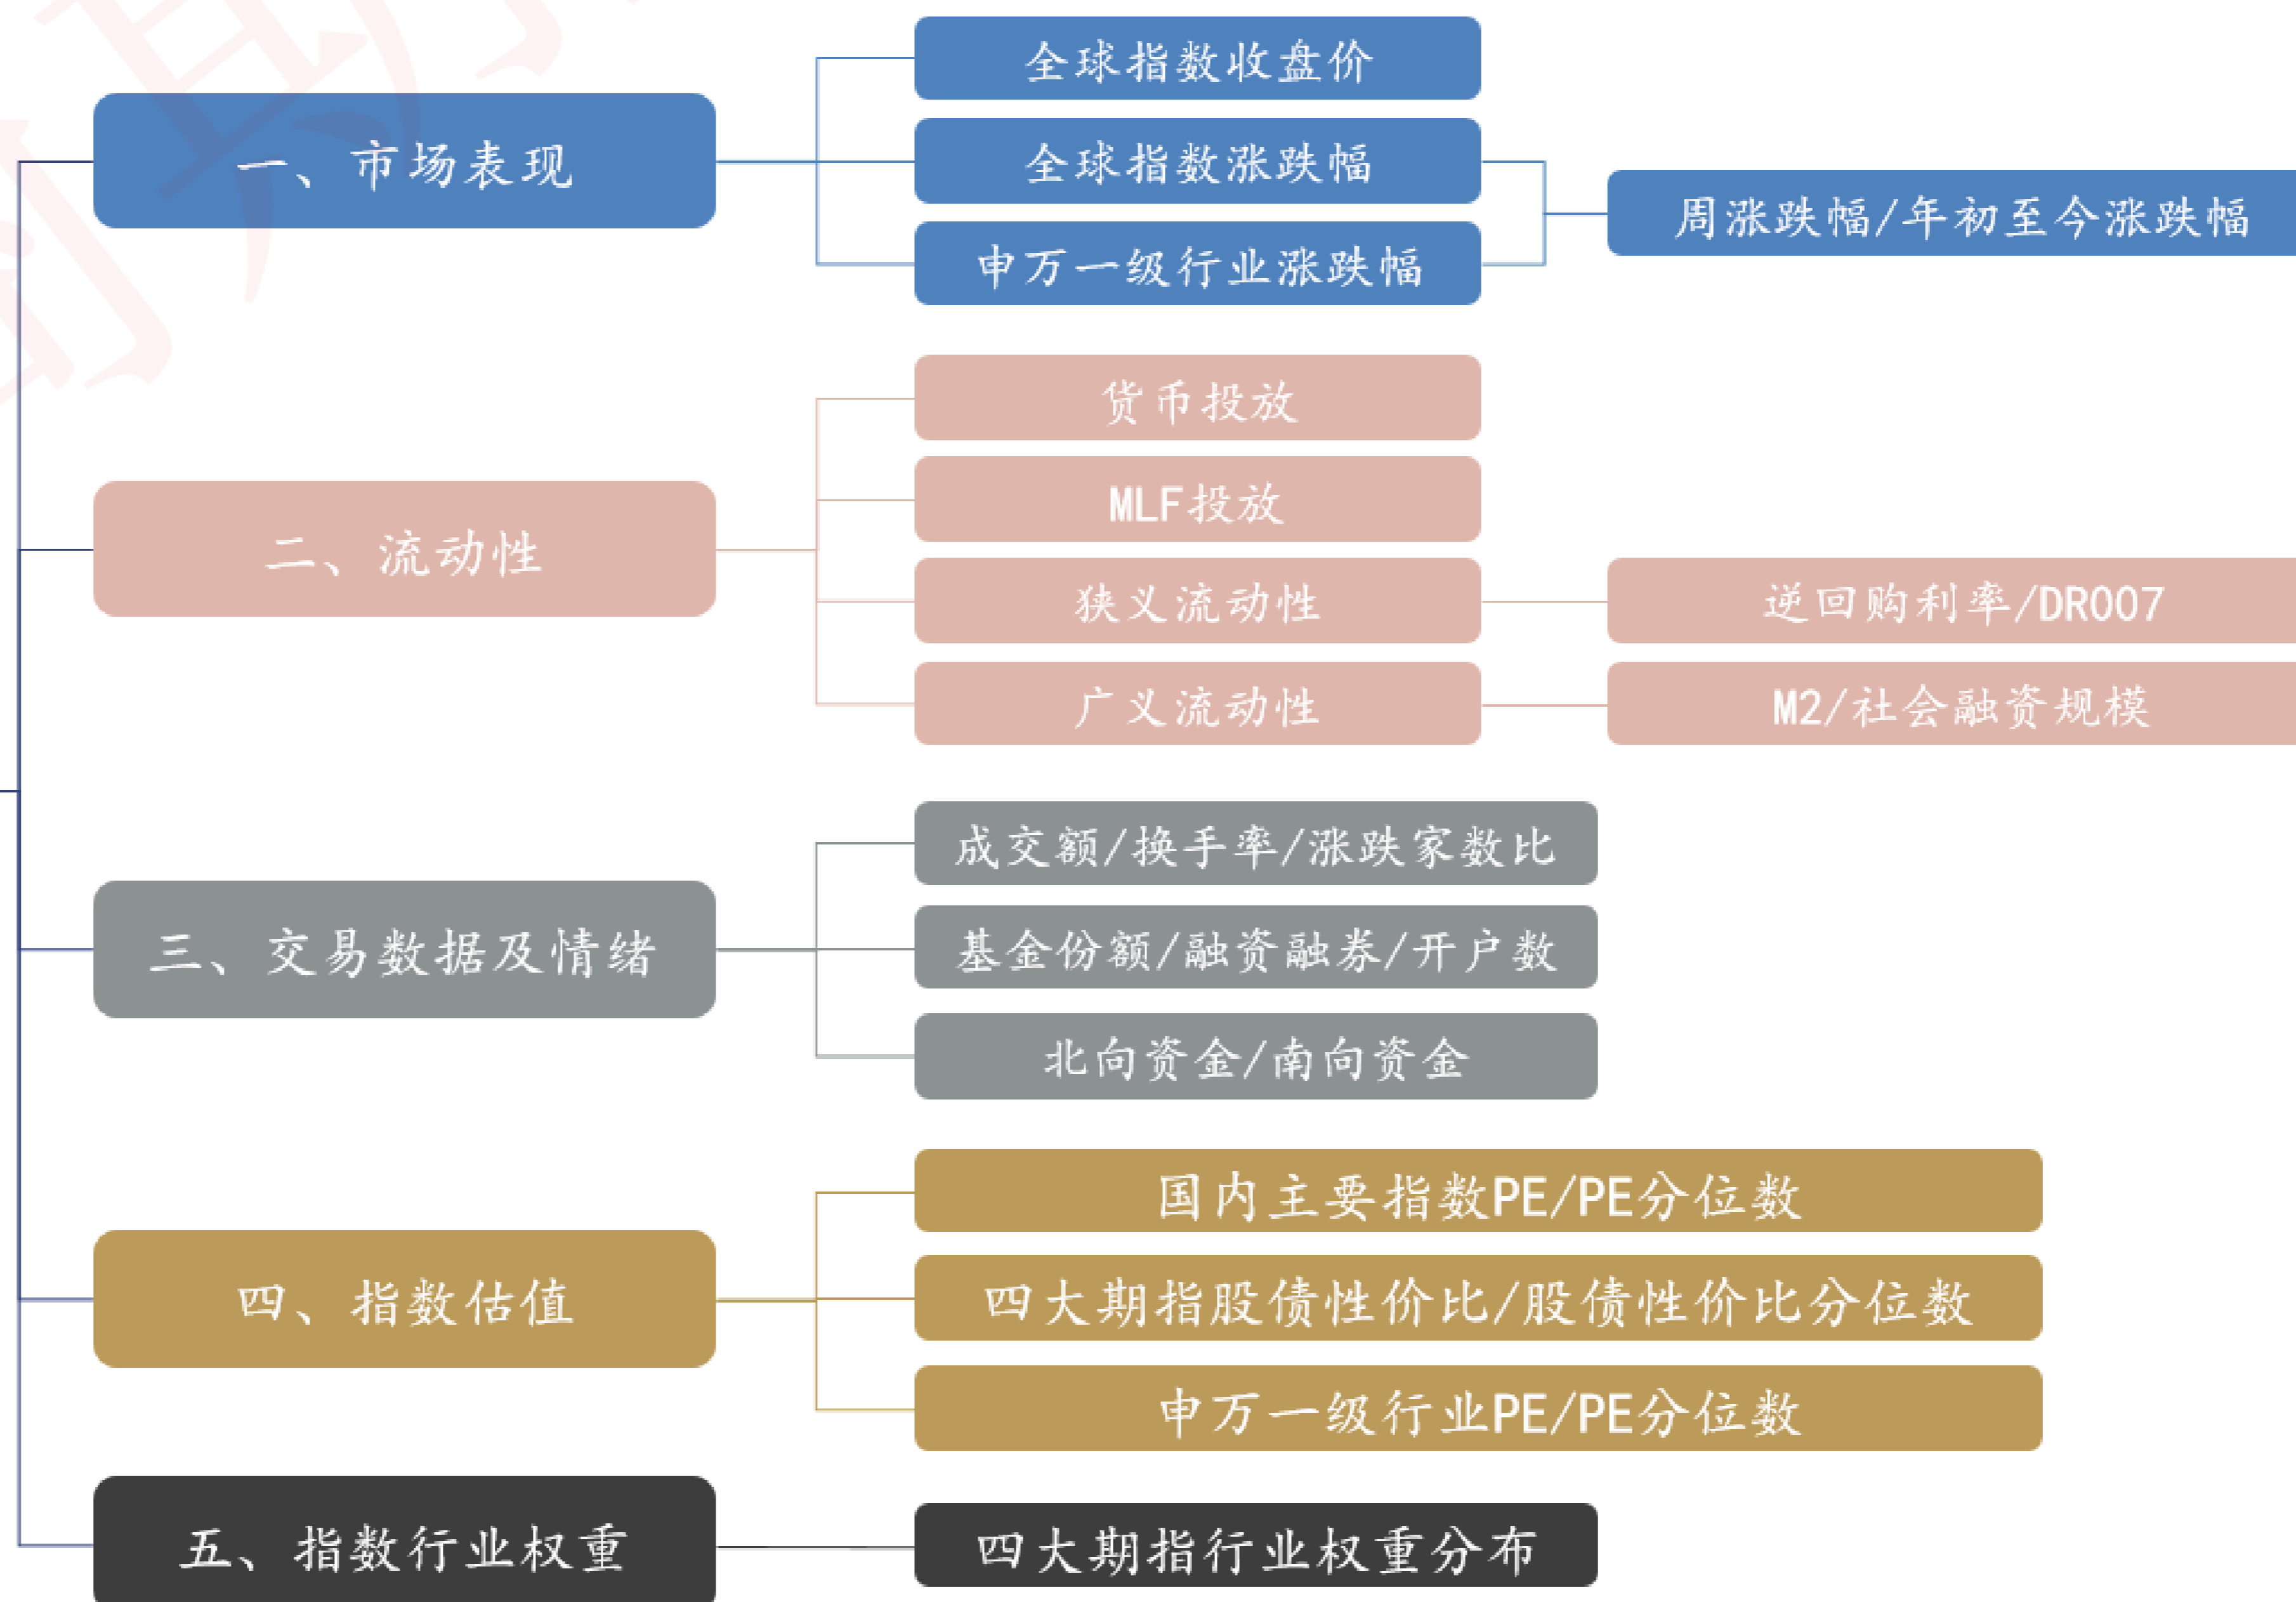 一、市场表现
全球指数收盘价
全球指数涨跌幅
申万一级行业涨跌幅
周涨跌幅/年初至今涨跌幅
二、流动性
货币投放
MLF投放
狭义流动性
逆回购利率/DR007
广义流动性
M2/社会融资规模
三、交易数据及情绪
成交额/换手率/涨跌家数比
基金份额/融资融券/开户数
北向资金/南向资金
四、指数估值
国内主要指数PE/PE分位数
四大期指股债性价比/股债性价比分位数
申万一级行业PE/PE分位数
五、指数行业权重
四大期指行业权重分布